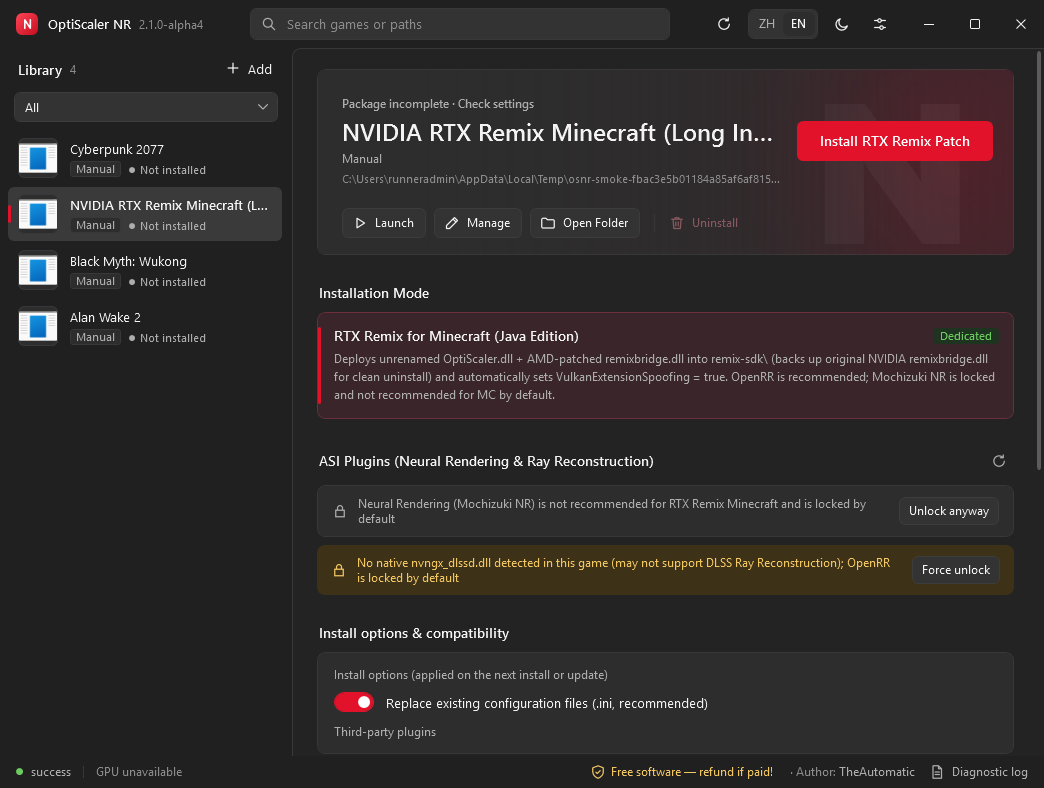 N OptiScaler NR 2.1.0-alpha4
Search games or paths
ZH EN
Library 4
Add
All
Cyberpunk 2077
Manual Not installed
NVIDIA RTX Remix Minecraft (L...
Manual Not installed
Black Myth: Wukong
Manual Not installed
Alan Wake 2
Manual Not installed
Package incomplete · Check settings
NVIDIA RTX Remix Minecraft (Long In...
Manual
C:\Users\runneradmin\AppData\Local\Temp\osnr-smoke-fbac3e5b01184a85af6af815...
N
Install RTX Remix Patch
Launch Manage Open Folder Uninstall
Installation Mode
RTX Remix for Minecraft (Java Edition) Dedicated
Deploys unrenamed OptiScaler.dll + AMD-patched remixbridge.dll into remix-sdk\ (backs up original NVIDIA remixbridge.dll
for clean uninstall) and automatically sets VulkanExtensionSpoofing = true. OpenRR is recommended; Mochizuki NR is locked
and not recommended for MC by default.
ASI Plugins (Neural Rendering & Ray Reconstruction)
Neural Rendering (Mochizuki NR) is not recommended for RTX Remix Minecraft and is locked by
default
Unlock anyway
No native nvngx_dlssd.dll detected in this game (may not support DLSS Ray Reconstruction); OpenRR
is locked by default
Force unlock
Install options & compatibility
Install options (applied on the next install or update)
Replace existing configuration files (.ini, recommended)
Third-party plugins
success GPU unavailable
Free software — refund if paid! · Author: TheAutomatic Diagnostic log